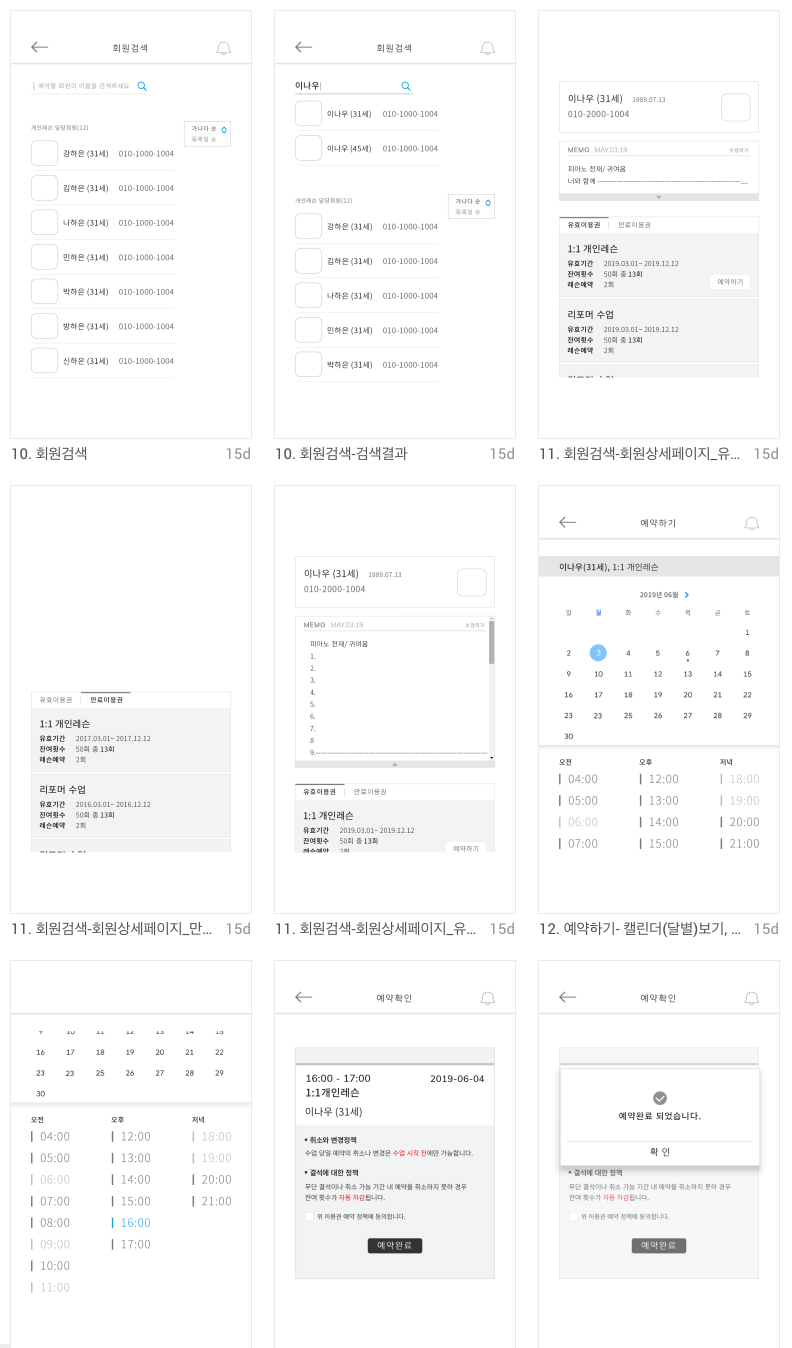 회원검색
예약할 회원의 이름을 검색하세요
개인레슨 담당회원(12)
가나다 순
등록일 순
강하은 (31세) 010-1000-1004
김하은 (31세) 010-1000-1004
나하은 (31세) 010-1000-1004
민하은 (31세) 010-1000-1004
박하은 (31세) 010-1000-1004
방하은 (31세) 010-1000-1004
신하은 (31세) 010-1000-1004
10. 회원검색 15d
회원검색
이나우
이나우 (31세) 010-1000-1004
이나우 (45세) 010-1000-1004
개인레슨 담당회원(12)
가나다 순
등록일 순
강하은 (31세) 010-1000-1004
김하은 (31세) 010-1000-1004
나하은 (31세) 010-1000-1004
민하은 (31세) 010-1000-1004
박하은 (31세) 010-1000-1004
10. 회원검색-검색결과 15d
이나우 (31세) 1989.07.13
010-2000-1004
MEMO MAY.03.19 수정하기
피아노 천재/ 귀여움
너와 함께 ------------------------------------------------...
유효이용권 만료이용권
1:1 개인레슨
유효기간 2019.03.01~ 2019.12.12
잔여횟수 50회 중 13회
레슨예약 2회
예약하기
리포머 수업
유효기간 2019.03.01~ 2019.12.12
잔여횟수 50회 중 13회
레슨예약 2회
11. 회원검색-회원상세페이지_유... 15d
유효이용권 만료이용권
1:1 개인레슨
유효기간 2017.03.01~ 2017.12.12
잔여횟수 50회 중 13회
레슨예약 2회
리포머 수업
유효기간 2016.03.01~ 2016.12.12
잔여횟수 50회 중 13회
레슨예약 2회
11. 회원검색-회원상세페이지_만... 15d
이나우 (31세) 1989.07.13
010-2000-1004
MEMO MAY.03.19 수정하기
피아노 천재/ 귀여움
1.
2.
3.
4.
5.
6.
7.
8
9.------------------------------------------------
유효이용권 만료이용권
1:1 개인레슨
유효기간 2019.03.01~ 2019.12.12
잔여횟수 50회 중 13회
레슨예약 2회
예약하기
11. 회원검색-회원상세페이지_유... 15d
예약하기
이나우(31세), 1:1 개인레슨
2019년 06월
일 월 화 수 목 금 토
1
2 3 4 5 6 7 8
9 10 11 12 13 14 15
16 17 18 19 20 21 22
23 23 25 26 27 28 29
30
오전 오후 저녁
04:00 12:00 18:00
05:00 13:00 19:00
06:00 14:00 20:00
07:00 15:00 21:00
12. 예약하기- 캘린더(달별)보기, ... 15d
9 10 11 12 13 14 15
16 17 18 19 20 21 22
23 23 25 26 27 28 29
30
오전 오후 저녁
04:00 12:00 18:00
05:00 13:00 19:00
06:00 14:00 20:00
07:00 15:00 21:00
08:00 16:00
09:00 17:00
10:00
11:00
예약확인
16:00 - 17:00 2019-06-04
1:1개인레슨
이나우 (31세)
• 취소와 변경정책
수업 당일 예약의 취소나 변경은 수업 시작 전에만 가능합니다.
• 결석에 대한 정책
무단 결석이나 취소 가능 기간 내 예약을 취소하지 못하 경우
잔여 횟수가 자동 차감됩니다.
위 이용권 예약 정책에 동의합니다.
예약완료
예약확인
예약완료 되었습니다.
확 인
• 결석에 대한 정책
무단 결석이나 취소 가능 기간 내 예약을 취소하지 못하 경우
잔여 횟수가 자동 차감됩니다.
위 이용권 예약 정책에 동의합니다.
예약완료